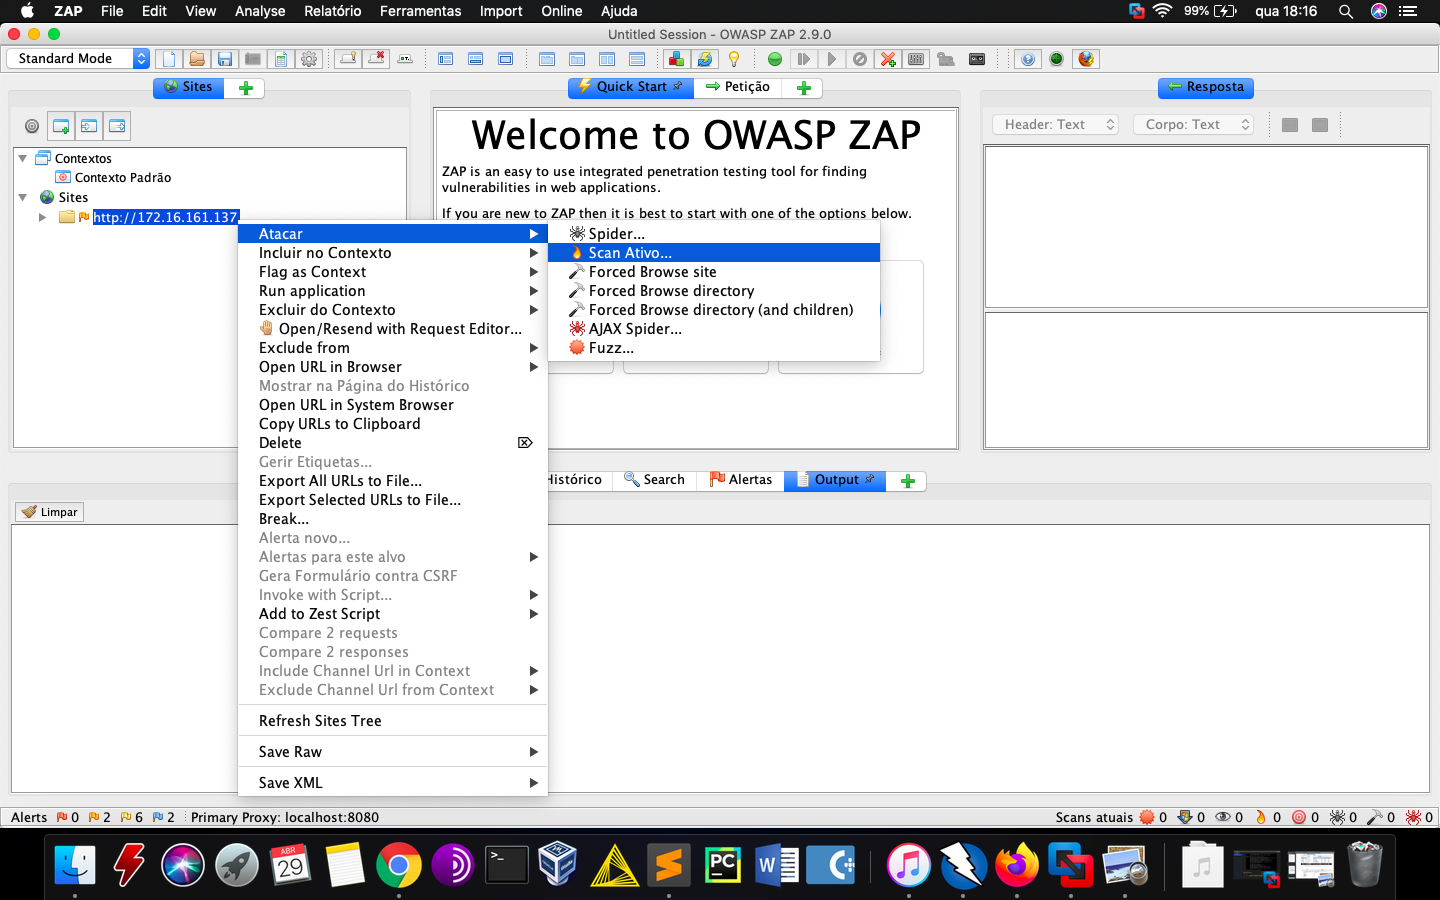 ZAP File Edit View Analyse Relatório Ferramentas Import Online Ajuda 99% qua 18:16
Untitled Session - OWASP ZAP 2.9.0
Standard Mode
Sites
Quick Start
Petição
Resposta
Header: Text
Corpo: Text
Contextos
Contexto Padrão
Sites
http://172.16.161.137
Welcome to OWASP ZAP
ZAP is an easy to use integrated penetration testing tool for finding
vulnerabilities in web applications.
If you are new to ZAP then it is best to start with one of the options below.
Atacar
Incluir no Contexto
Flag as Context
Run application
Excluir do Contexto
Open/Resend with Request Editor...
Exclude from
Open URL in Browser
Mostrar na Página do Histórico
Open URL in System Browser
Copy URLs to Clipboard
Delete
Gerir Etiquetas...
Export All URLs to File...
Export Selected URLs to File...
Break...
Alerta novo...
Alertas para este alvo
Gera Formulário contra CSRF
Invoke with Script...
Add to Zest Script
Compare 2 requests
Compare 2 responses
Include Channel Url in Context
Exclude Channel Url from Context
Refresh Sites Tree
Save Raw
Save XML
Spider...
Scan Ativo...
Forced Browse site
Forced Browse directory
Forced Browse directory (and children)
AJAX Spider...
Fuzz...
Histórico
Search
Alertas
Output
Limpar
Alerts 0 2 6 2 Primary Proxy: localhost:8080
Scans atuais 0 0 0 0 0 0 0 0
ABR
29
>_
PC
W